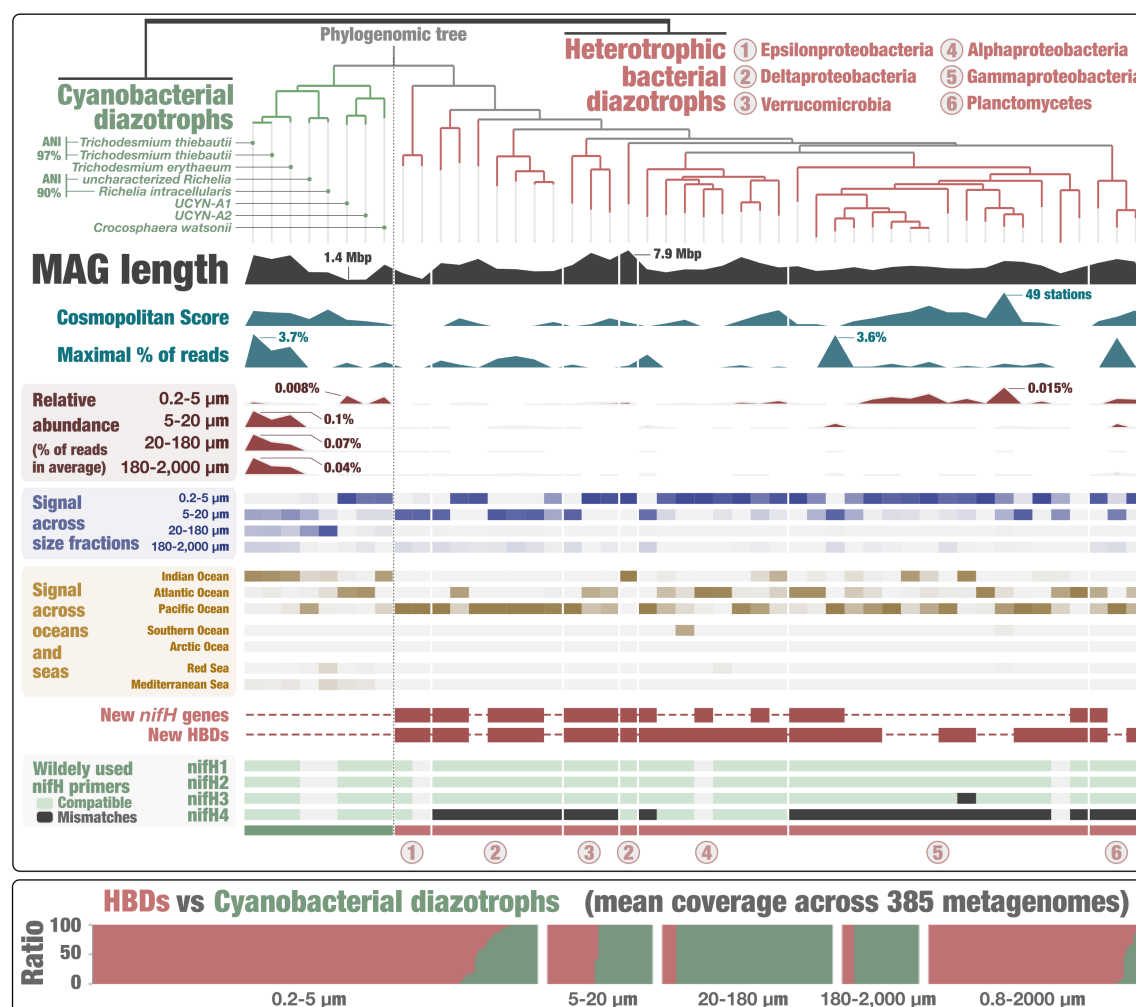 Phylogenomic tree
Cyanobacterial
diazotrophs
Heterotrophic
bacterial
diazotrophs
1 Epsilonproteobacteria
2 Deltaproteobacteria
3 Verrucomicrobia
4 Alphaproteobacteria
5 Gammaproteobacteria
6 Planctomycetes
ANI
97%
Trichodesmium thiebautii
Trichodesmium thiebautii
Trichodesmium erythaeum
ANI
90%
uncharacterized Richelia
Richelia intracellularis
UCYN-A1
UCYN-A2
Crocosphaera watsonii
MAG length
1.4 Mbp
7.9 Mbp
Cosmopolitan Score
49 stations
Maximal % of reads
3.7%
3.6%
Relative
abundance
(% of reads
in average)
0.2-5 µm
5-20 µm
20-180 µm
180-2,000 µm
0.008%
0.015%
0.1%
0.07%
0.04%
Signal
across
size fractions
0.2-5 µm
5-20 µm
20-180 µm
180-2,000 µm
Signal
across
oceans
and
seas
Indian Ocean
Atlantic Ocean
Pacific Ocean
Southern Ocean
Arctic Ocea
Red Sea
Mediterranean Sea
New nifH genes
New HBDs
Wildely used
nifH primers
Compatible
Mismatches
nifH1
nifH2
nifH3
nifH4
1 2 3 2 4 5 6
HBDs vs Cyanobacterial diazotrophs (mean coverage across 385 metagenomes)
Ratio
100
50
0
0.2-5 µm 5-20 µm 20-180 µm 180-2,000 µm 0.8-2000 µm